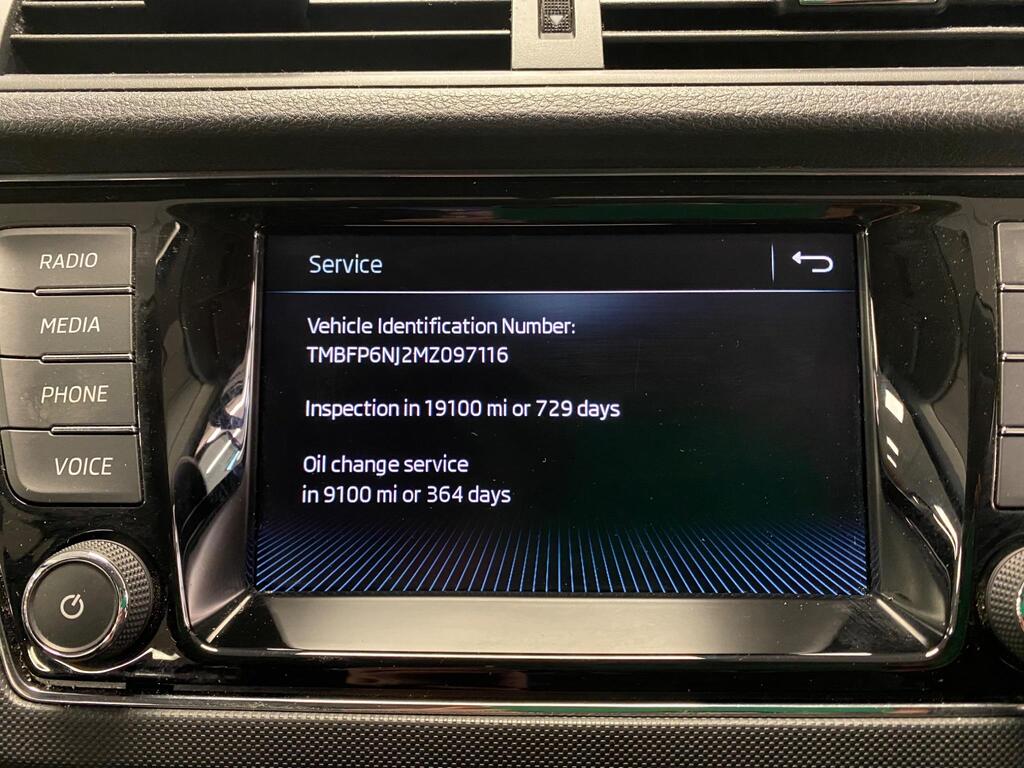 RADIO
MEDIA
PHONE
VOICE
Service
Vehicle Identification Number:
TMBFP6NJ2MZ097116
Inspection in 19100 mi or 729 days
Oil change service
in 9100 mi or 364 days